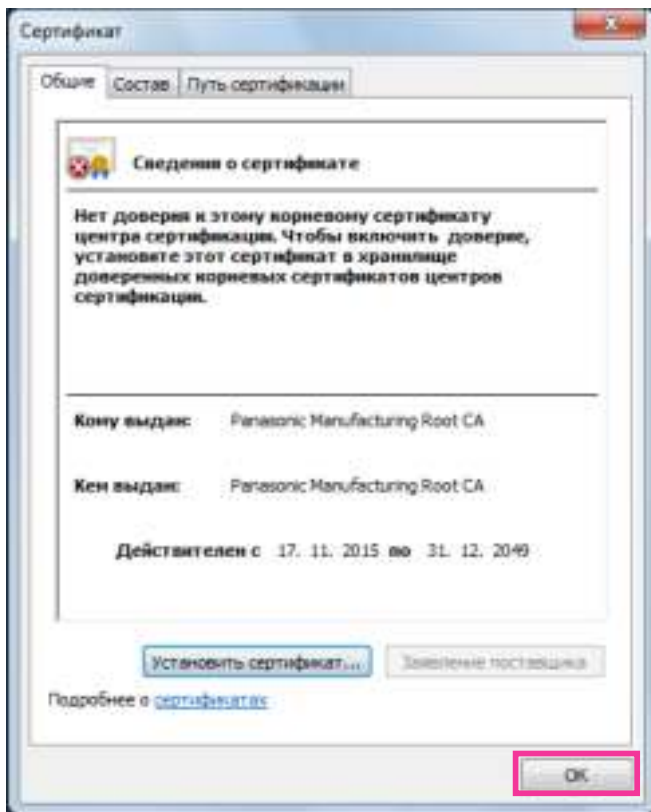 Сертификат
Общие Состав Путь сертификации
Сведения о сертификате
Нет доверия к этому корневому сертификату
центра сертификации. Чтобы включить доверие,
установите этот сертификат в хранилище
доверенных корневых сертификатов центров
сертификации.
Кому выдан: Panasonic Manufacturing Root CA
Кем выдан: Panasonic Manufacturing Root CA
Действителен с 17. 11. 2015 по 31. 12. 2049
Установить сертификат... Заявление поставщика
Подробнее о сертификатах
OK